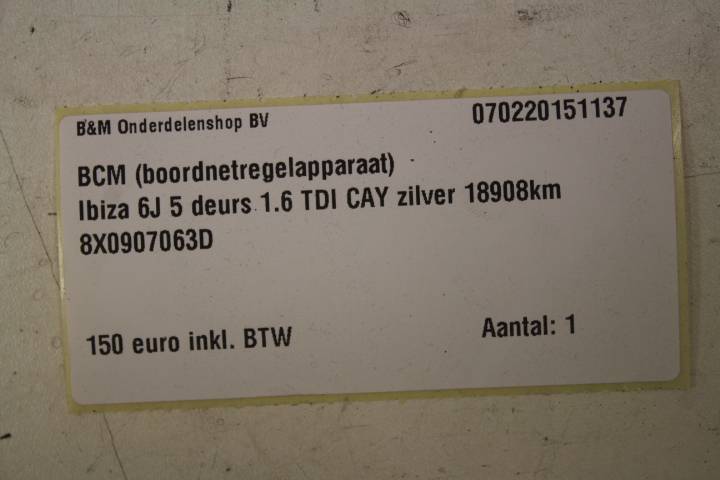 B&M Onderdelenshop BV 070220151137
BCM (boordnetregelapparaat)
Ibiza 6J 5 deurs 1.6 TDI CAY zilver 18908km
8X0907063D
150 euro inkl. BTW Aantal: 1